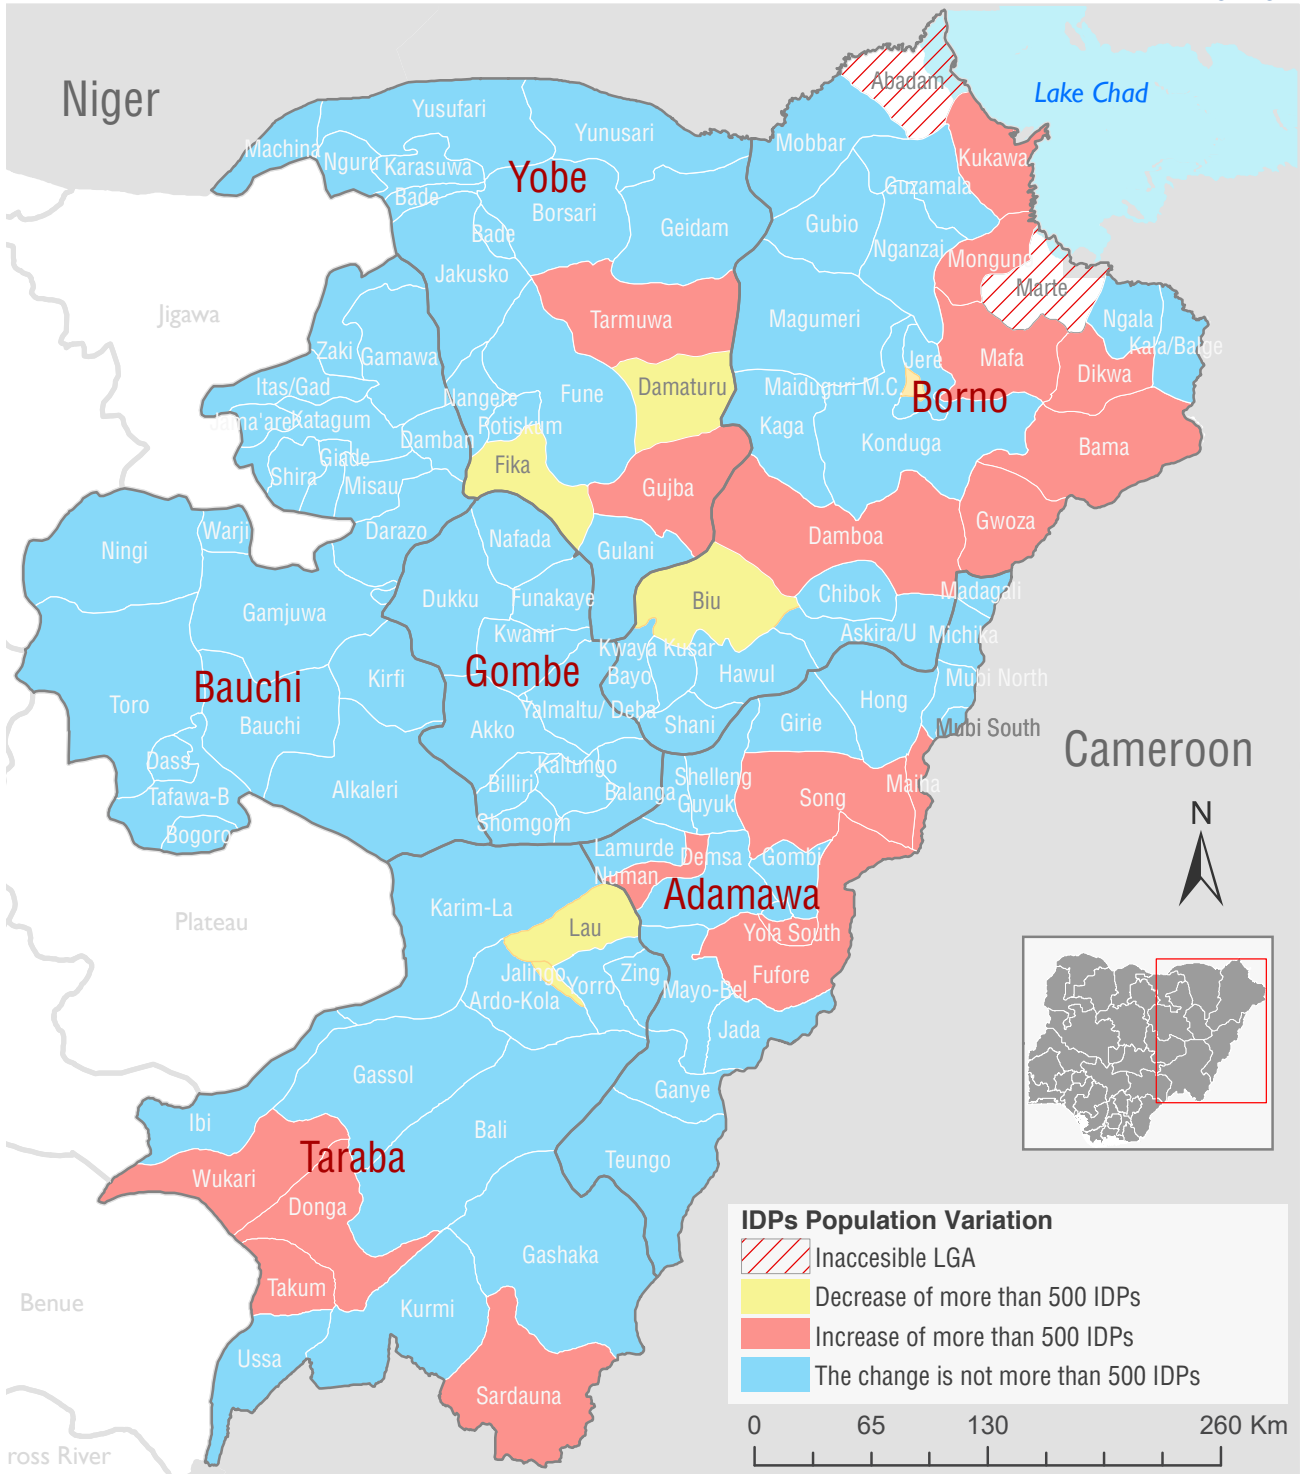 Niger
Lake Chad
Abadam
Yusufari
Yunusari
Machina
Nguru
Karasuwa
Mobbar
Kukawa
Yobe
Bade
Borsari
Guzamala
Bade
Geidam
Gubio
Nganzai
Monguno
Jakusko
Marte
Jigawa
Tarmuwa
Magumeri
Ngala
Kala/Balge
Zaki
Gamawa
Jere
Mafa
Dikwa
Itas/Gad
Damaturu
Maiduguri M.C.
Borno
Nangere
Fune
Jama'are
Katagum
Potiskum
Kaga
Konduga
Bama
Damban
Giade
Shira
Misau
Fika
Gujba
Gwoza
Warji
Darazo
Ningi
Nafada
Gulani
Damboa
Gamjuwa
Dukku
Funakaye
Biu
Chibok
Madagali
Kwami
Kwaya Kusar
Askira/U
Michika
Bauchi
Kirfi
Gombe
Bayo
Hawul
Mubi North
Toro
Bauchi
Yalmaltu/ Deba
Akko
Shani
Girie
Hong
Mubi South
Cameroon
Dass
Kaltungo
Billiri
Balanga
Shelleng
Guyuk
Song
Maiha
Tafawa-B
Alkaleri
Bogoro
Shomgom
Lamurde
Demsa
Gombi
Numan
Adamawa
N
Plateau
Karim-La
Lau
Yola South
Jalingo
Yorro
Zing
Mayo-Bel
Fufore
Ardo-Kola
Jada
Gassol
Ganye
Ibi
Bali
Taraba
Teungo
Wukari
Donga
Takum
Gashaka
Benue
Kurmi
Ussa
Sardauna
ross River
IDPs Population Variation
Inaccesible LGA
Decrease of more than 500 IDPs
Increase of more than 500 IDPs
The change is not more than 500 IDPs
0 65 130 260 Km